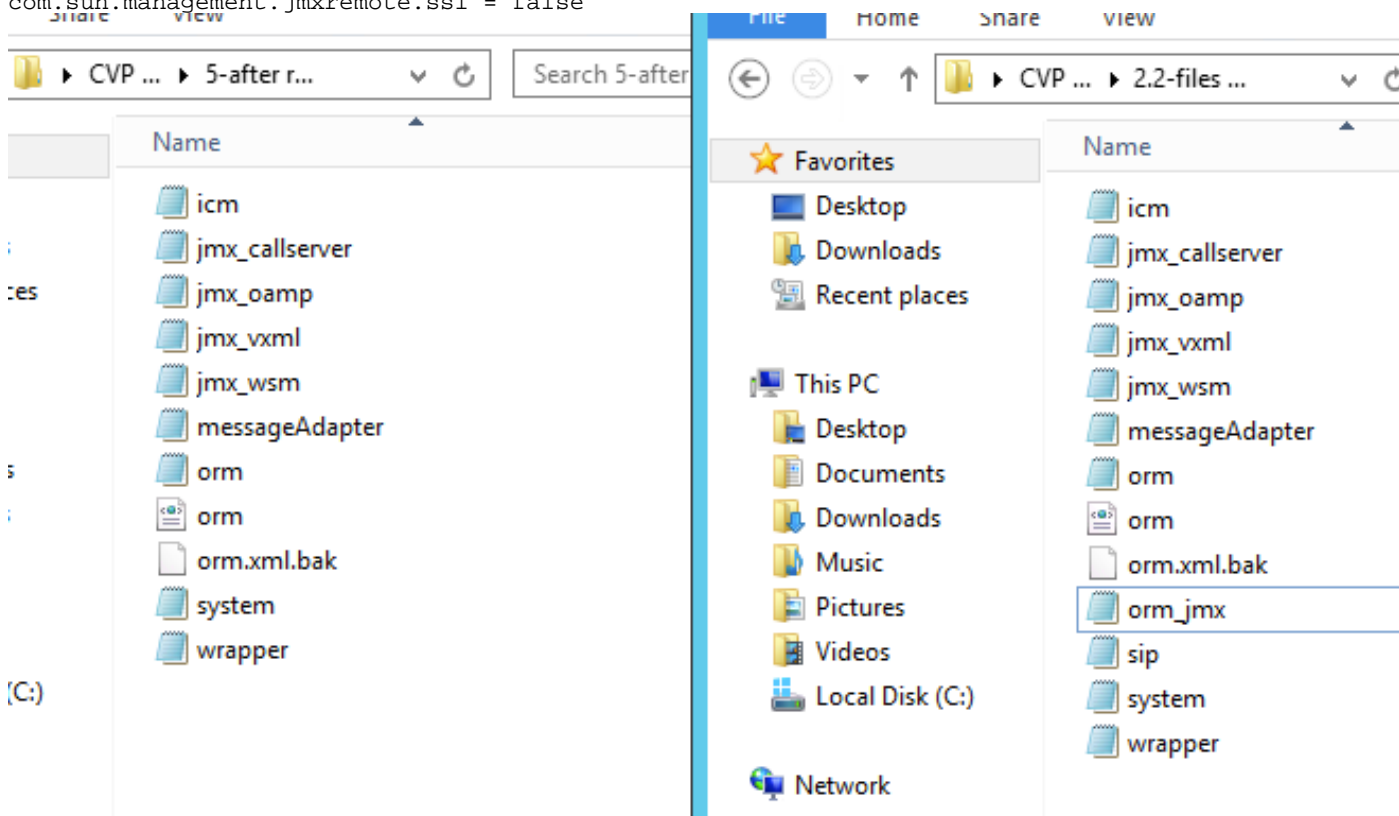 com.sun.management.jmxremote.ssl = false
Share View
CVP ... 5-after r...
Search 5-after
Name
ces
(C:)
icm
jmx_callserver
jmx_oamp
jmx_vxml
jmx_wsm
messageAdapter
orm
orm
orm.xml.bak
system
wrapper
File Home Share View
CVP ... 2.2-files ...
Favorites
Desktop
Downloads
Recent places
This PC
Desktop
Documents
Downloads
Music
Pictures
Videos
Local Disk (C:)
Network
Name
icm
jmx_callserver
jmx_oamp
jmx_vxml
jmx_wsm
messageAdapter
orm
orm
orm.xml.bak
orm_jmx
sip
system
wrapper